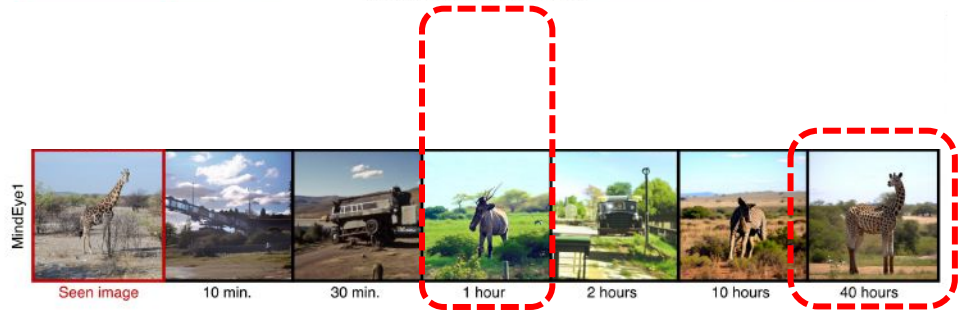 MindEye1
Seen image
10 min.
30 min.
1 hour
2 hours
10 hours
40 hours